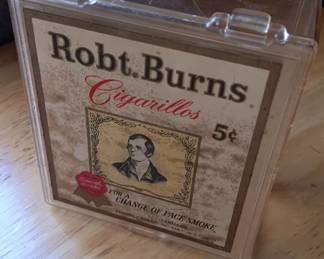 Robt. Burns
Cigarillos
5¢
FOR A
CHANGE OF PACE SMOKE